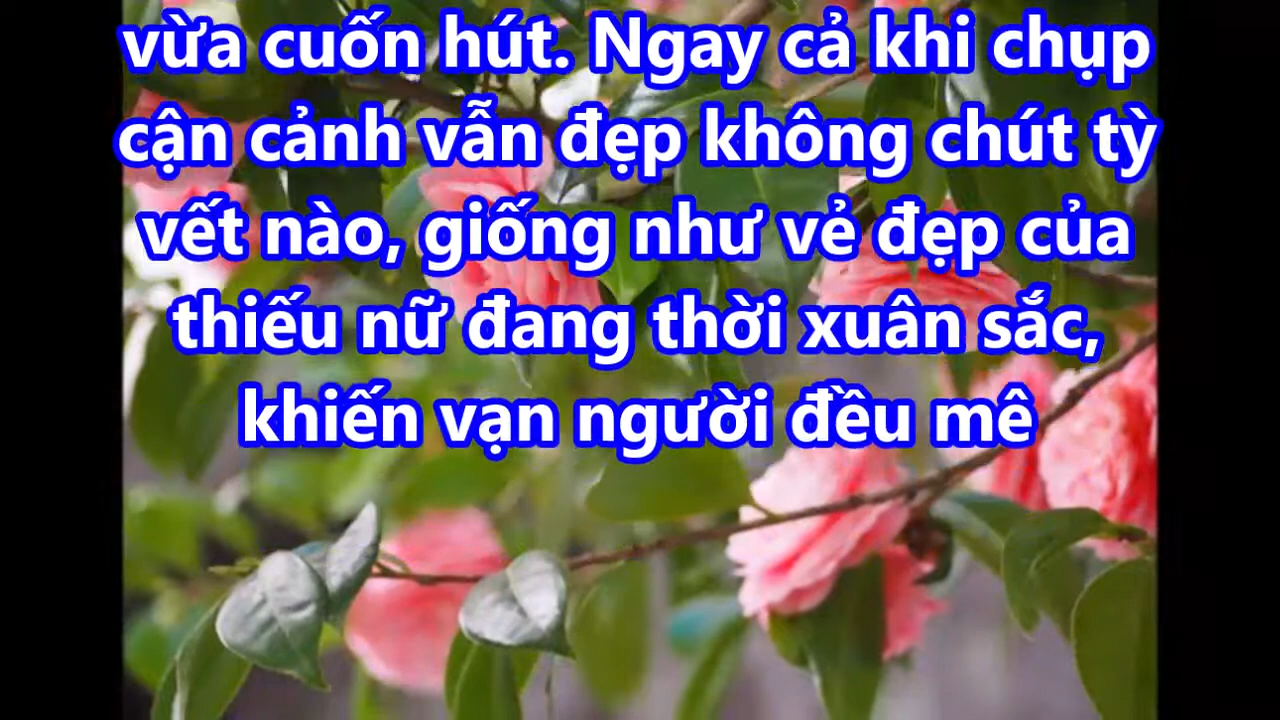 vừa cuốn hút. Ngay cả khi chụp
cận cảnh vẫn đẹp không chút tỳ
vết nào, giống như vẻ đẹp của
thiếu nữ đang thời xuân sắc,
khiến vạn người đều mê